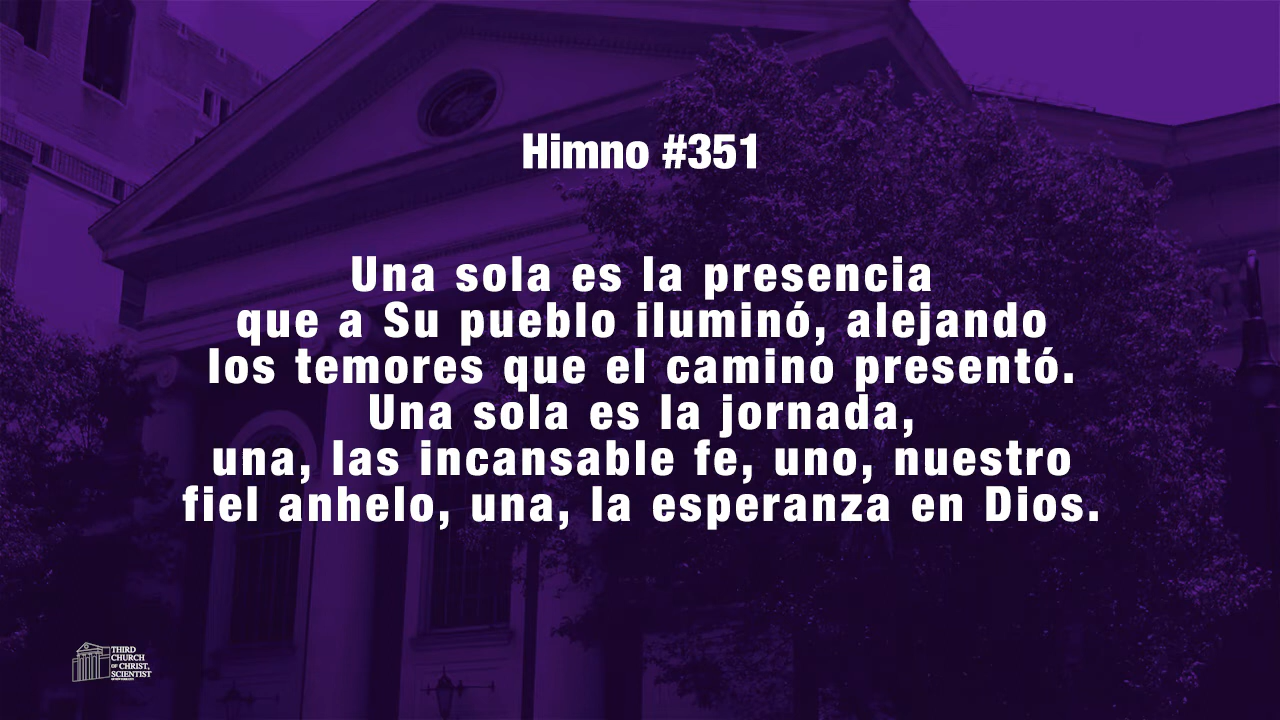 Himno #351
Una sola es la presencia
que a Su pueblo iluminó, alejando
los temores que el camino presentó.
Una sola es la jornada,
una, las incansable fe, uno, nuestro
fiel anhelo, una, la esperanza en Dios.
THIRD
CHURCH
OF CHRIST,
SCIENTIST